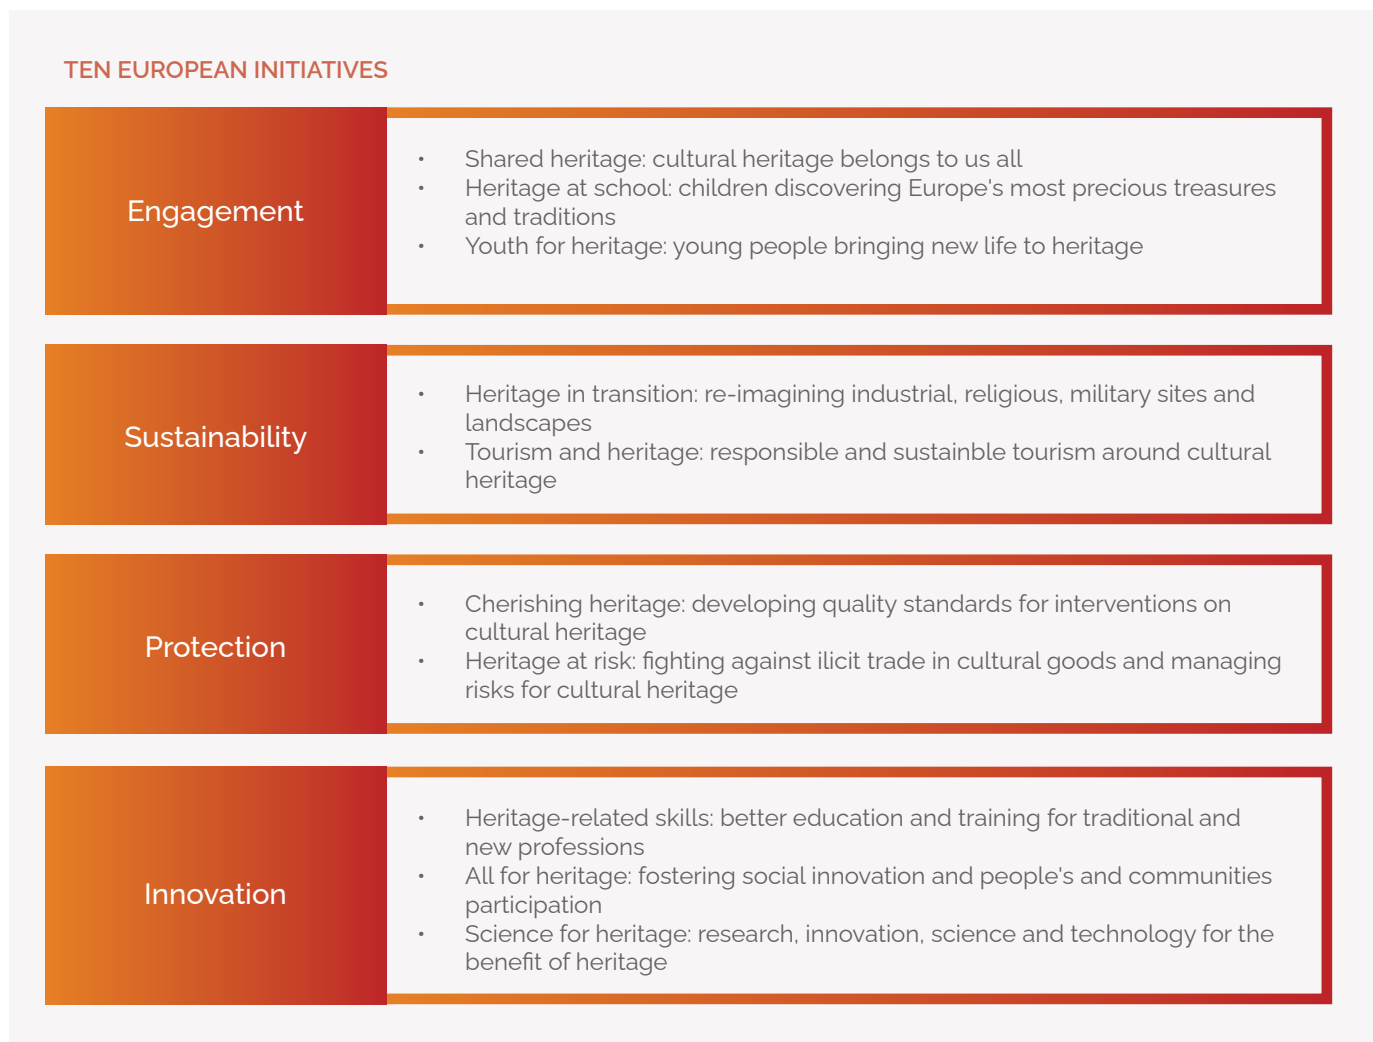 TEN EUROPEAN INITIATIVES
Engagement
• Shared heritage: cultural heritage belongs to us all
• Heritage at school: children discovering Europe's most precious treasures
and traditions
• Youth for heritage: young people bringing new life to heritage
Sustainability
• Heritage in transition: re-imagining industrial, religious, military sites and
landscapes
• Tourism and heritage: responsible and sustainble tourism around cultural
heritage
Protection
• Cherishing heritage: developing quality standards for interventions on
cultural heritage
• Heritage at risk: fighting against ilicit trade in cultural goods and managing
risks for cultural heritage
Innovation
• Heritage-related skills: better education and training for traditional and
new professions
• All for heritage: fostering social innovation and people's and communities
participation
• Science for heritage: research, innovation, science and technology for the
benefit of heritage